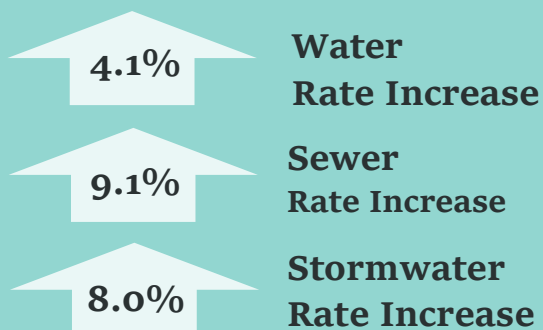 4.1%
Water
Rate Increase
9.1%
Sewer
Rate Increase
8.0%
Stormwater
Rate Increase